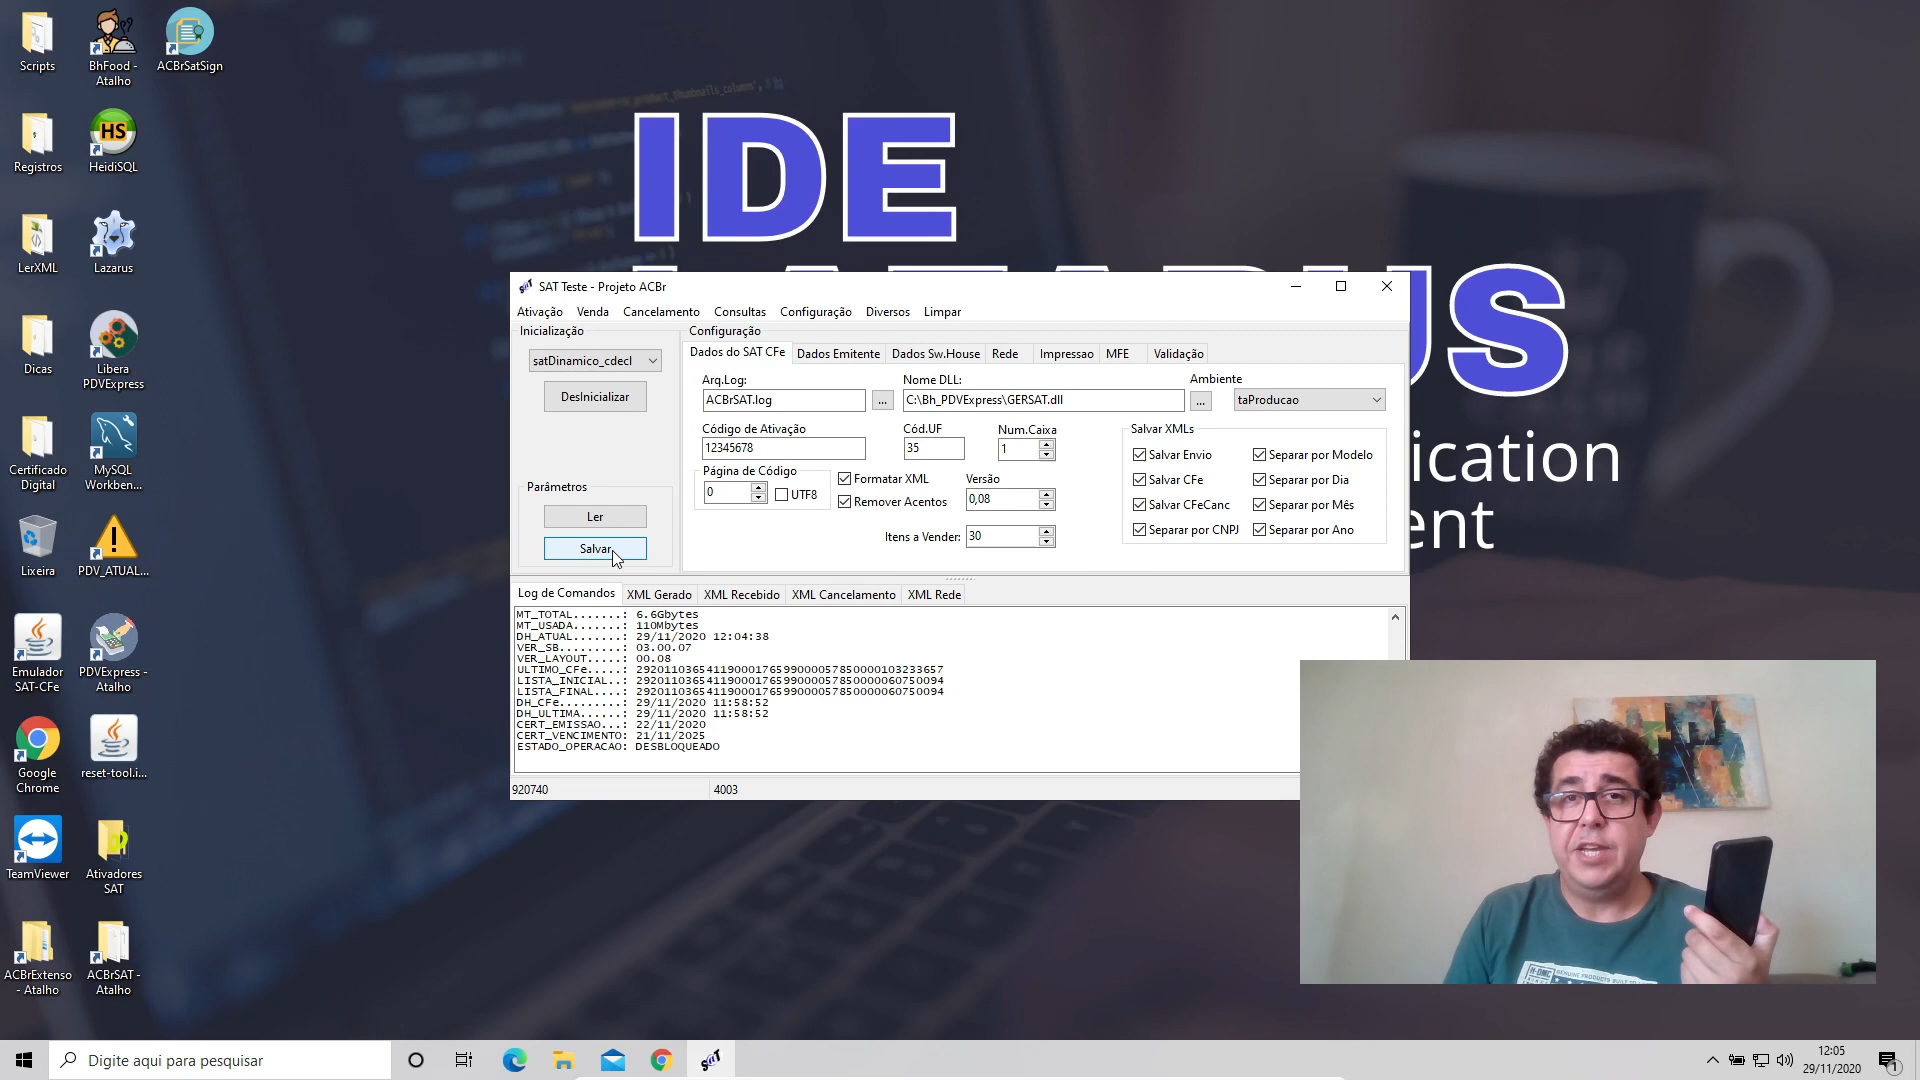 Scripts
BhFood - Atalho
ACBrSatSign
Registros
HS
HeidiSQL
LerXML
Lazarus
Dicas
Libera PDVExpress
Certificado Digital
MySQL Workben...
Lixeira
PDV_ATUAL...
Emulador SAT-CFe
PDVExpress - Atalho
Google Chrome
reset-tool.i...
TeamViewer
Ativadores SAT
ACBrExtenso - Atalho
ACBrSAT - Atalho
IDE
US
ication
ent
SAT Teste - Projeto ACBr
Ativação Venda Cancelamento Consultas Configuração Diversos Limpar
Inicialização
satDinamico_cdecl
DesInicializar
Parâmetros
Ler
Salvar
Configuração
Dados do SAT CFe Dados Emitente Dados Sw.House Rede Impressao MFE Validação
Arq.Log:
ACBrSAT.log
...
Nome DLL:
C:\Bh_PDVExpress\GERSAT.dll
...
Ambiente
taProducao
Código de Ativação
12345678
Cód.UF
35
Num.Caixa
1
Página de Código
0
UTF8
Formatar XML
Remover Acentos
Versão
0,08
Itens a Vender:
30
Salvar XMLs
Salvar Envio Separar por Modelo
Salvar CFe Separar por Dia
Salvar CFeCanc Separar por Mês
Separar por CNPJ Separar por Ano
Log de Comandos XML Gerado XML Recebido XML Cancelamento XML Rede
MT_TOTAL.......: 6.6Gbytes
MT_USADA.......: 110Mbytes
DH_ATUAL.......: 29/11/2020 12:04:38
VER_SB.........: 03.00.07
VER_LAYOUT.....: 00.08
ULTIMO_CFe.....: 29201103654119000176599000057850000103233657
LISTA_INICIAL..: 29201103654119000176599000057850000060750094
LISTA_FINAL....: 29201103654119000176599000057850000060750094
DH_CFe.........: 29/11/2020 11:58:52
DH_ULTIMA......: 29/11/2020 11:58:52
CERT_EMISSAO...: 22/11/2020
CERT_VENCIMENTO: 21/11/2025
ESTADO_OPERACAO: DESBLOQUEADO
920740
4003
Digite aqui para pesquisar
12:05
29/11/2020
1